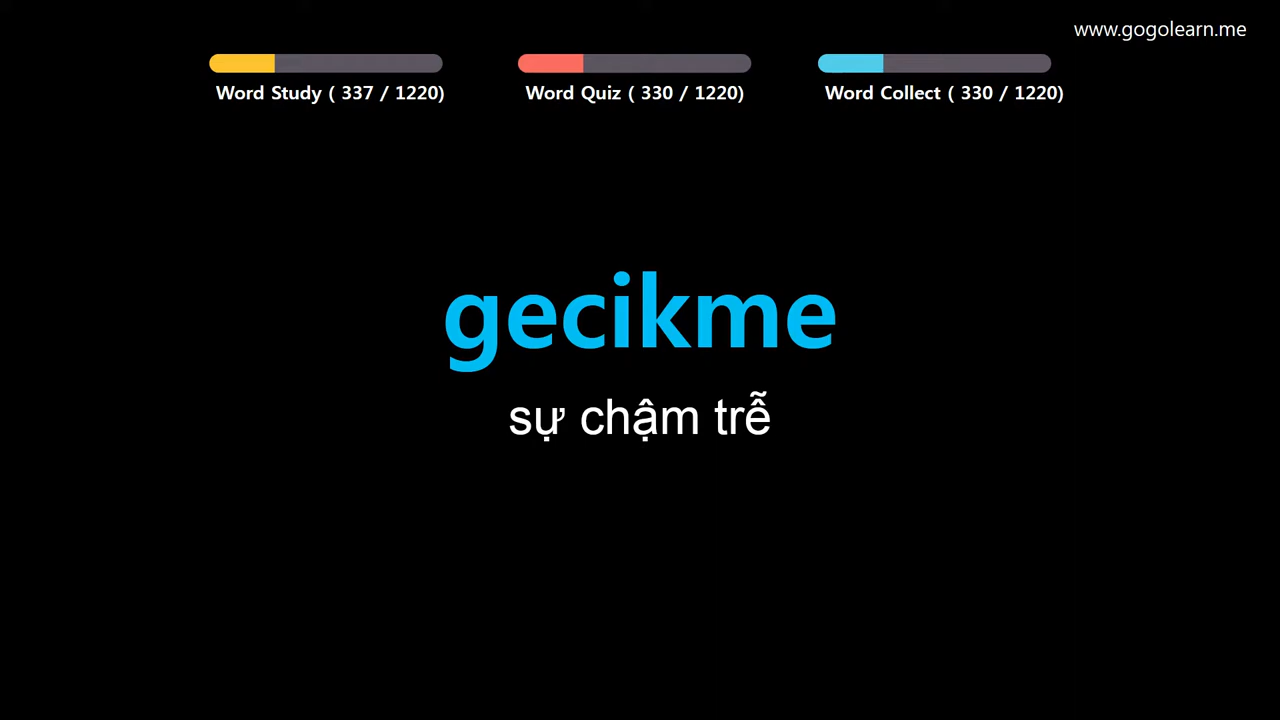 www.gogolearn.me
Word Study ( 337 / 1220)
Word Quiz ( 330 / 1220)
Word Collect ( 330 / 1220)
gecikme
sự chậm trễ